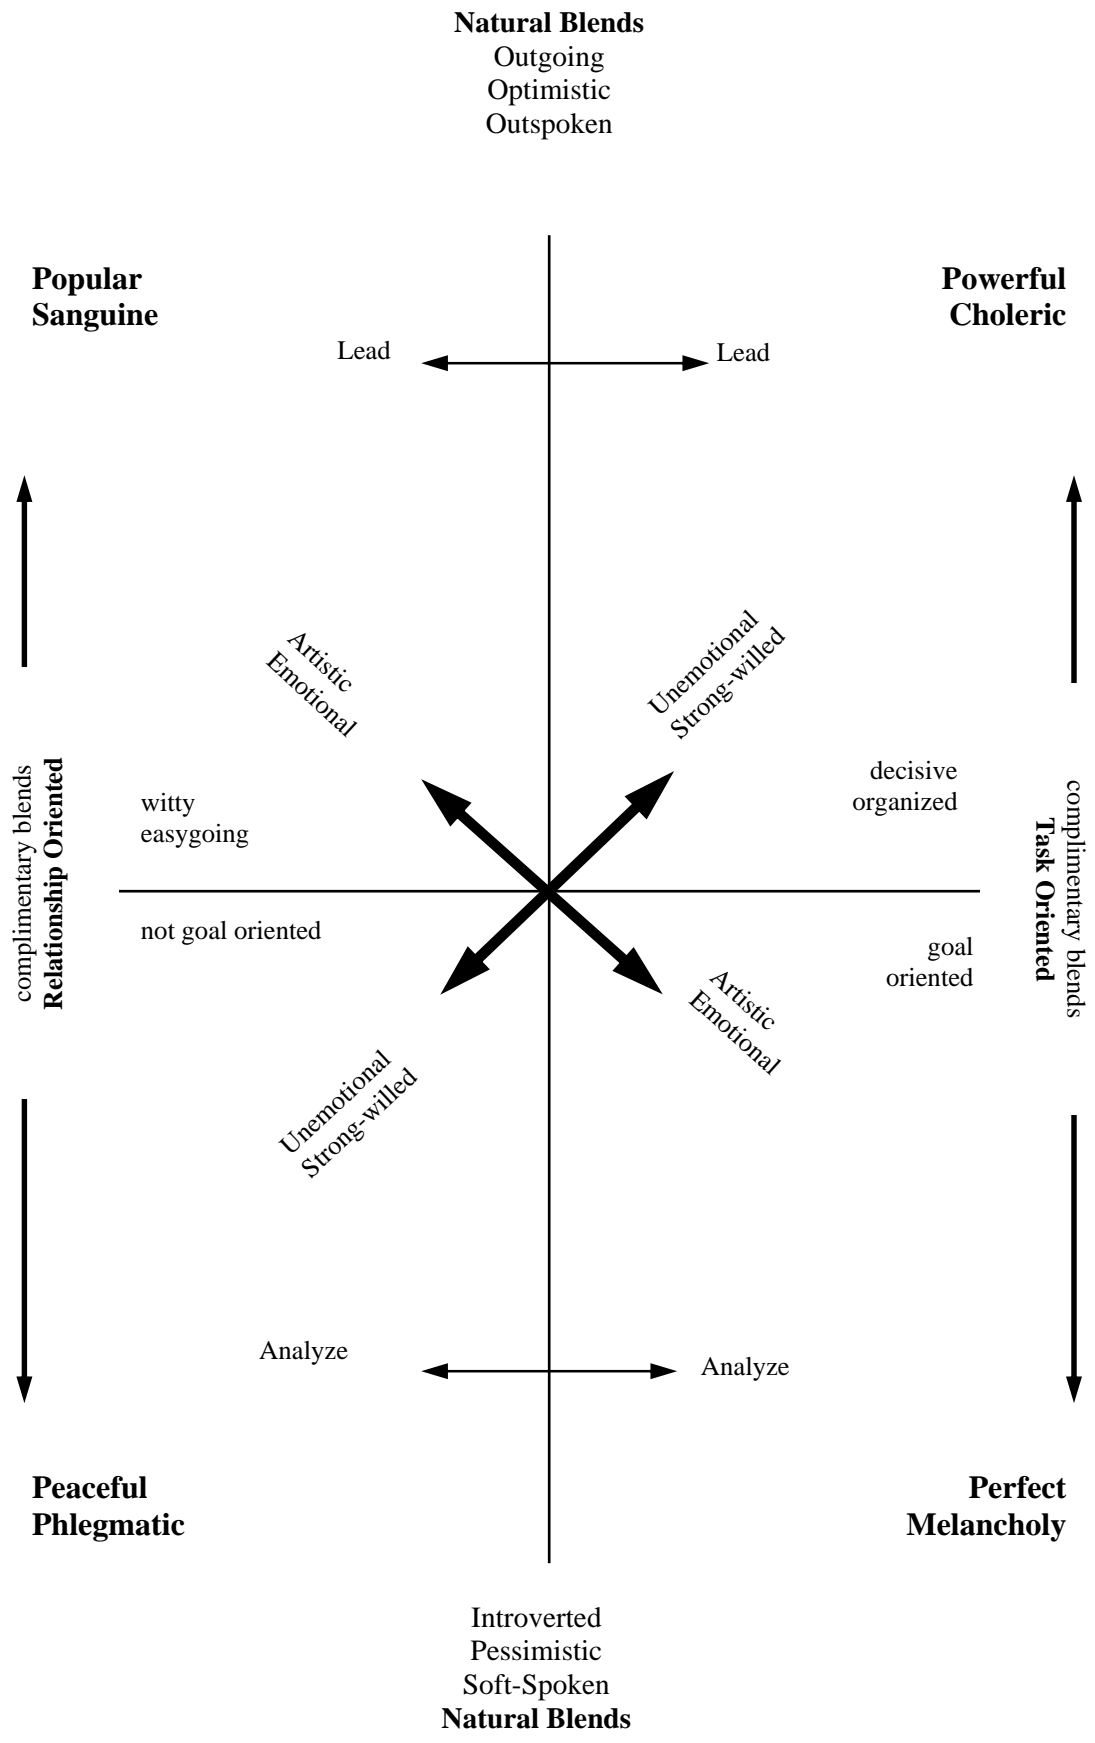 Natural Blends
Outgoing
Optimistic
Outspoken
Popular
Sanguine
Powerful
Choleric
Lead
Lead
Artistic
Emotional
Unemotional
Strong-willed
witty
easygoing
decisive
organized
complimentary blends
Relationship Oriented
complimentary blends
Task Oriented
not goal oriented
goal
oriented
Artistic
Emotional
Unemotional
Strong-willed
Analyze
Analyze
Peaceful
Phlegmatic
Perfect
Melancholy
Introverted
Pessimistic
Soft-Spoken
Natural Blends